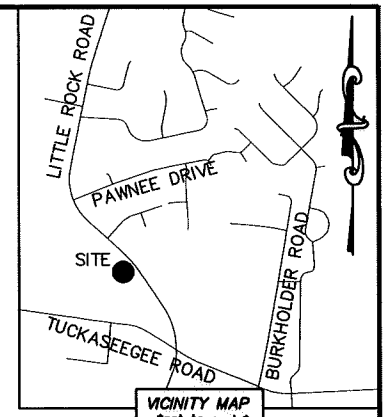 LITTLE ROCK ROAD
PAWNEE DRIVE
SITE
BURKHOLDER ROAD
TUCKASEEGEE ROAD
VICINITY MAP